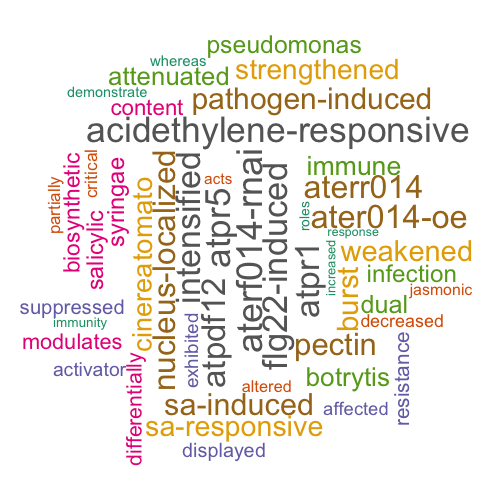 pseudomonas
whereas
attenuated
strengthened
demonstrate
content
pathogen-induced
acidethylene-responsive
partially
biosynthetic
critical
salicylic
syringae
cinereatomato
nucleus-localized
intensified
acts
atpdf12
atpr5
aterf014-rnai
flg22-induced
immune
aterr014
roles
ater014-oe
response
atpr1
increased
weakened
burst
infection
jasmonic
dual
decreased
suppressed
immunity
modulates
activator
differentially
exhibited
pectin
altered
botrytis
resistance
sa-induced
affected
sa-responsive
displayed